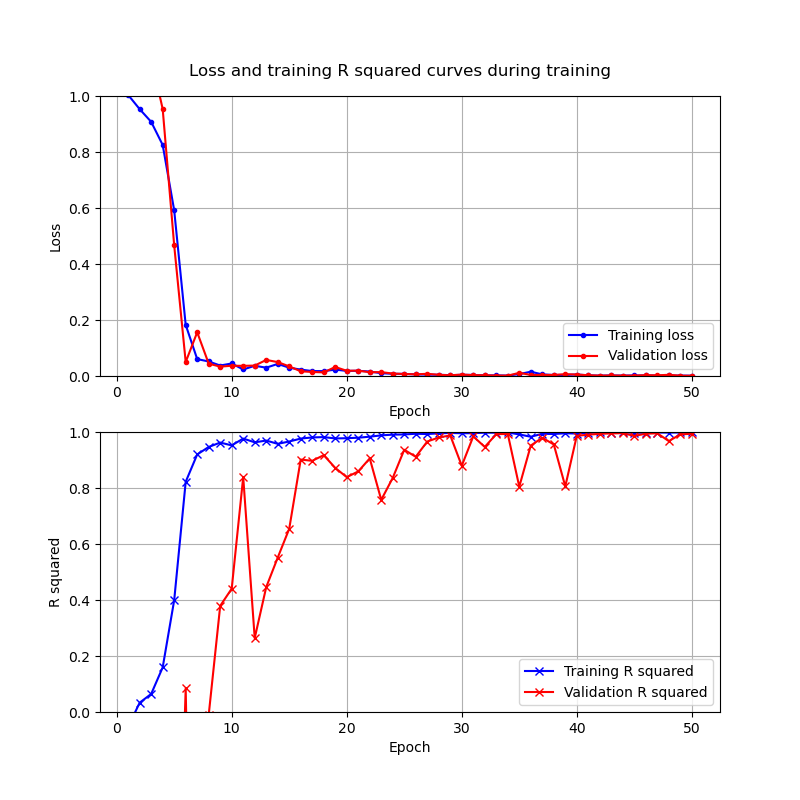 Loss and training R squared curves during training
1.0
0.8
0.6
0.4
0.2
0.0
Loss
0 10 20 30 40 50
Epoch
Training loss
Validation loss
1.0
0.8
0.6
0.4
0.2
0.0
R squared
0 10 20 30 40 50
Epoch
Training R squared
Validation R squared